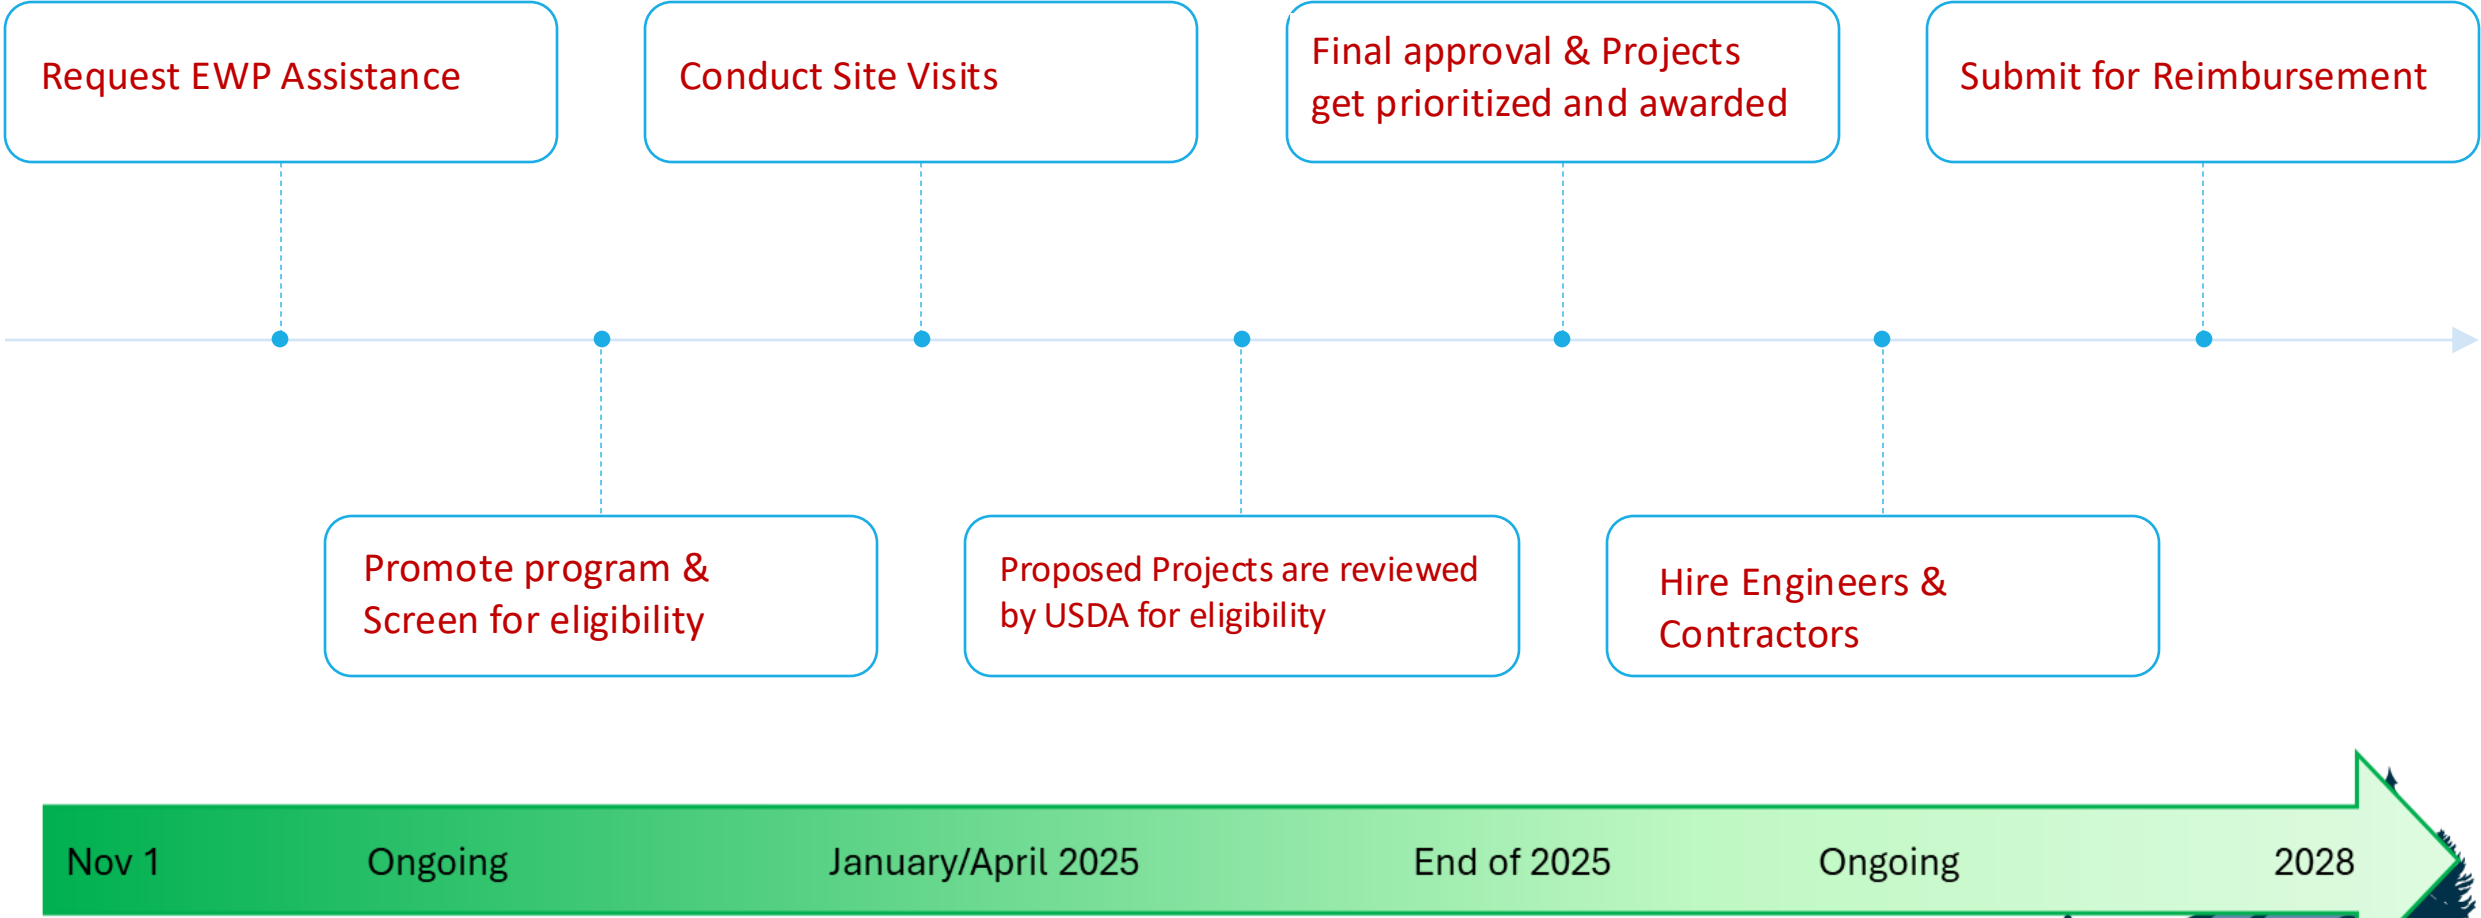 Request EWP Assistance
Conduct Site Visits
Final approval & Projects
get prioritized and awarded
Submit for Reimbursement
Promote program &
Screen for eligibility
Proposed Projects are reviewed
by USDA for eligibility
Hire Engineers &
Contractors
Nov 1
Ongoing
January/April 2025
End of 2025
Ongoing
2028